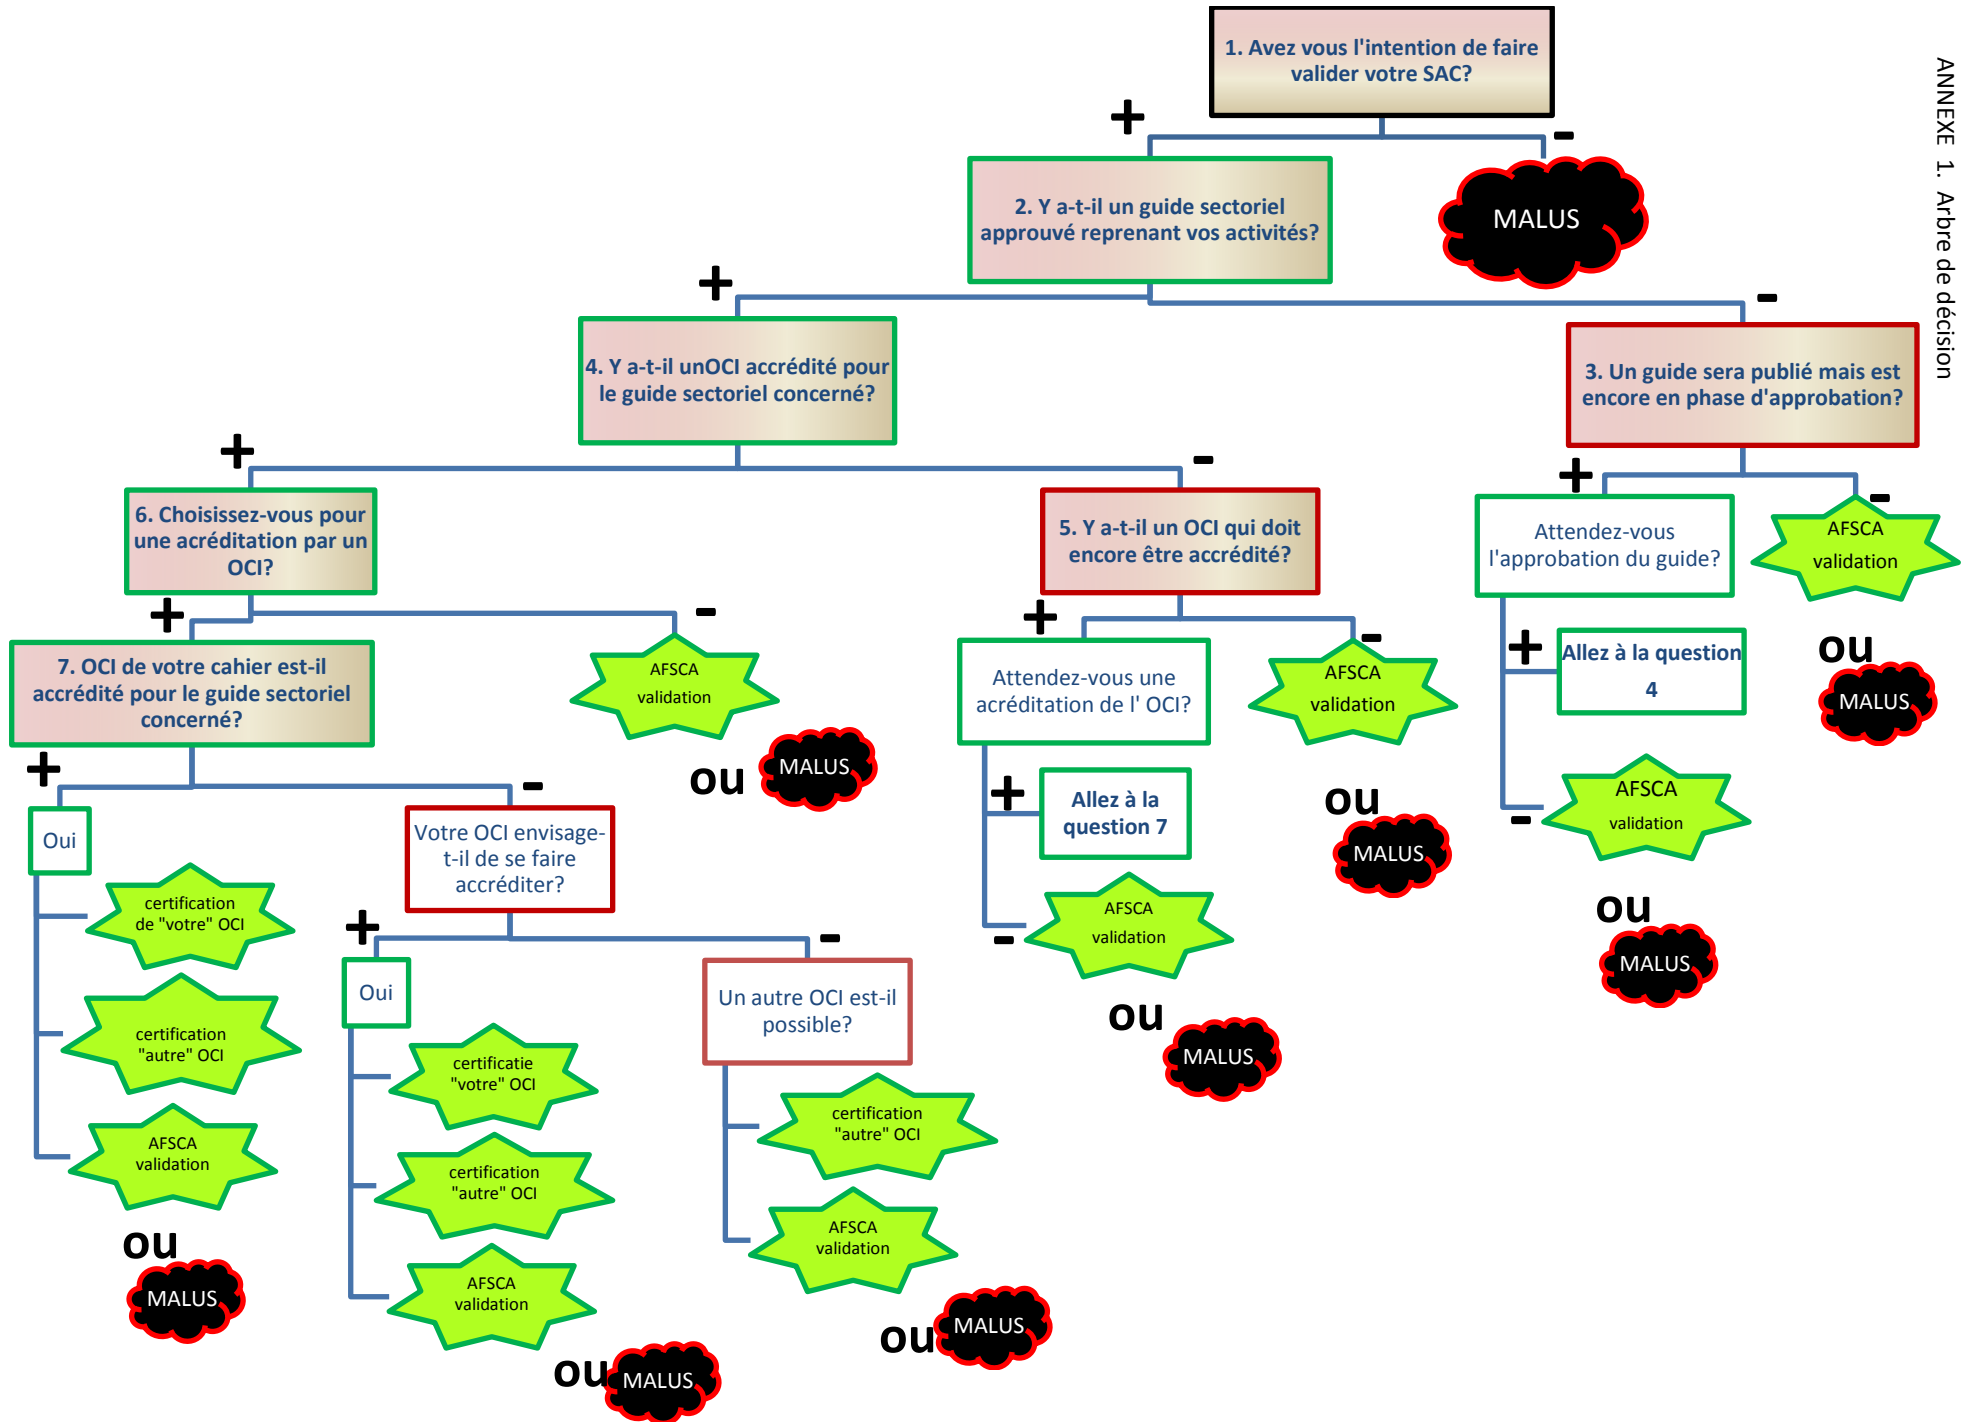 ANNEXE 1. Arbre de décision
1. Avez vous l'intention de faire
valider votre SAC?
+
-
2. Y a-t-il un guide sectoriel
approuvé reprenant vos activités?
MALUS
+
-
4. Y a-t-il unOCI accrédité pour
le guide sectoriel concerné?
3. Un guide sera publié mais est
encore en phase d'approbation?
+
-
+
-
6. Choisissez-vous pour
une acréditation par un
OCI?
5. Y a-t-il un OCI qui doit
encore être accrédité?
Attendez-vous
l'approbation du guide?
AFSCA
validation
ou
MALUS
+
Allez à la question
4
-
AFSCA
validation
ou
MALUS
+
-
7. OCI de votre cahier est-il
accrédité pour le guide sectoriel
concerné?
AFSCA
validation
ou
MALUS
+
-
Attendez-vous une
acréditation de l' OCI?
AFSCA
validation
ou
MALUS
+
Allez à la
question 7
-
AFSCA
validation
ou
MALUS
+
-
Oui
certification
de "votre" OCI
certification
"autre" OCI
AFSCA
validation
ou
MALUS
Votre OCI envisage-
t-il de se faire
accréditer?
+
-
Oui
certificatie
"votre" OCI
certification
"autre" OCI
AFSCA
validation
ou
MALUS
Un autre OCI est-il
possible?
certification
"autre" OCI
AFSCA
validation
ou
MALUS